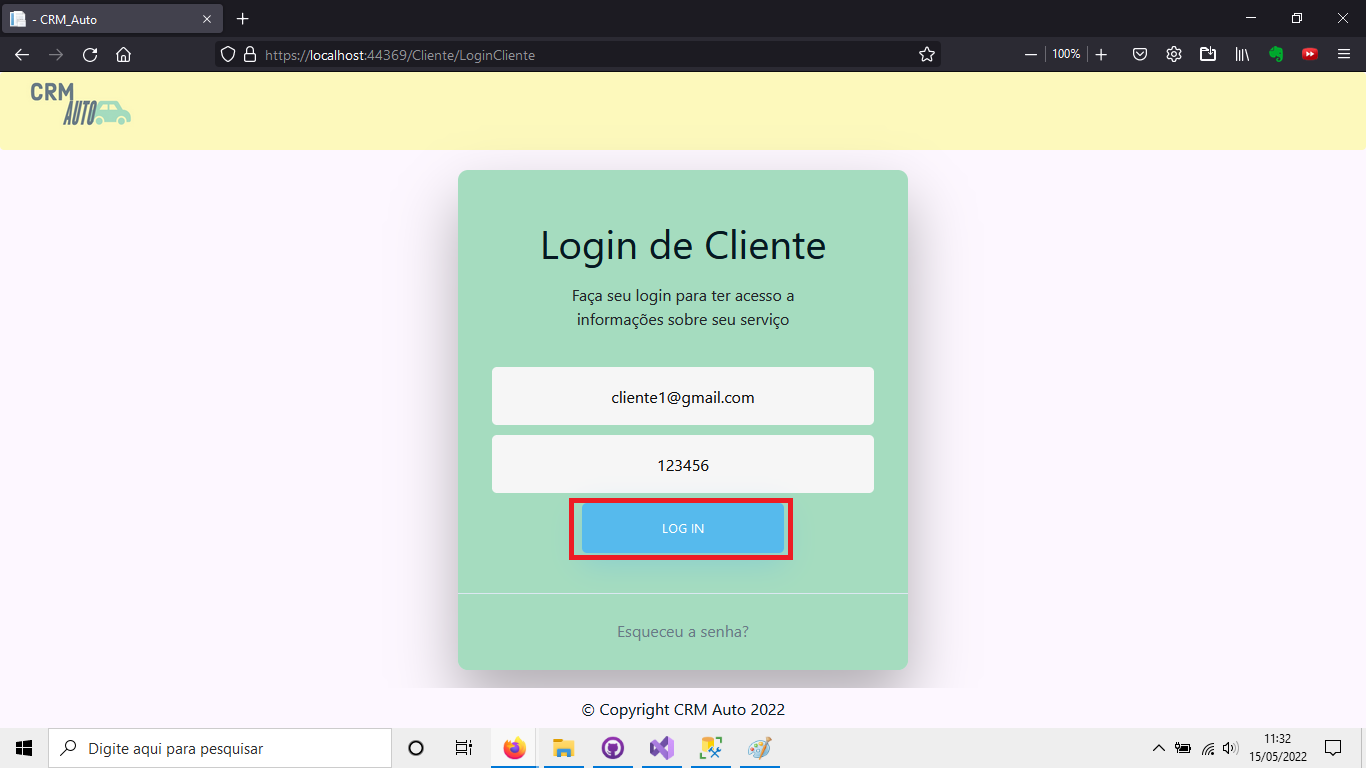 - CRM_Auto
https://localhost:44369/Cliente/LoginCliente
100%
CRM
AUTO
Login de Cliente
Faça seu login para ter acesso a
informações sobre seu serviço
cliente1@gmail.com
123456
LOG IN
Esqueceu a senha?
© Copyright CRM Auto 2022
Digite aqui para pesquisar
11:32
15/05/2022